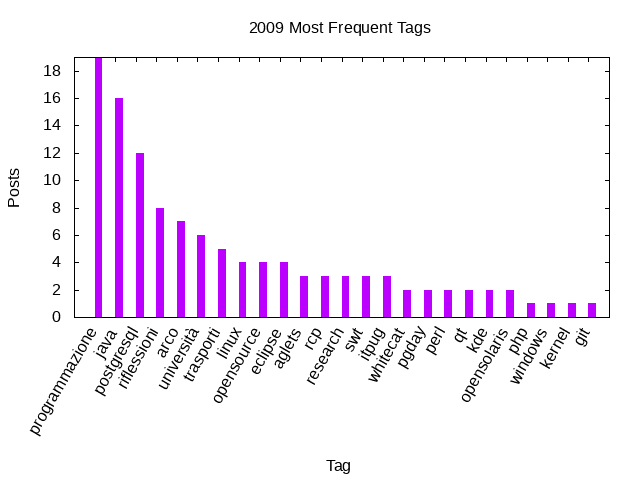 2009 Most Frequent Tags
Posts
18
16
14
12
10
8
6
4
2
0
programmazione
java
postgresql
riflessioni
arco
università
trasporti
linux
opensource
eclipse
aglets
rcp
research
swt
itpug
whitecat
pgday
perl
qt
kde
opensolaris
php
windows
kernel
git
Tag